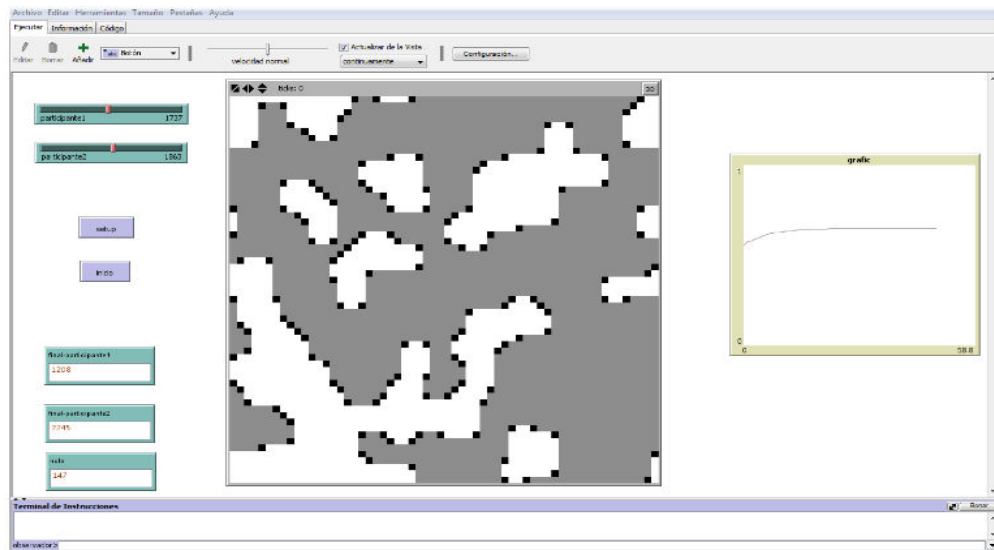 Archivo Editar Herramientas Tamaño Pestañas Ayuda
Ejecutar Información Código
Editar Borrar Añadir Botón velocidad normal Actualizar de la Vista continuamente Configuración...
ticks: 0 3D
participante1 1737
participante2 1863
setup
inicio
final-participante1
1208
final-participante2
2245
147
grafic
1
0
0 58.8
Terminal de Instrucciones Borrar
observador>